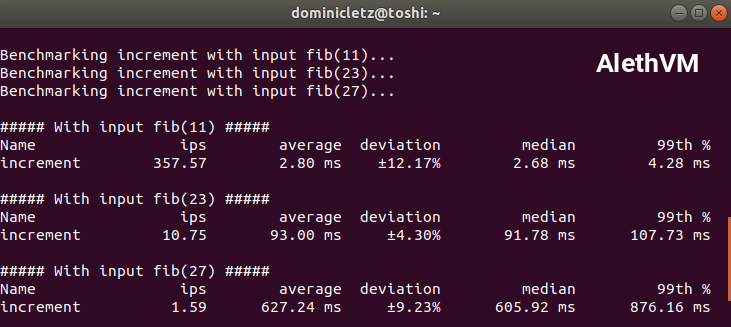 dominicletz@toshi: ~
Benchmarking increment with input fib(11)...
AlethVM
Benchmarking increment with input fib(23)...
Benchmarking increment with input fib(27)...
##### With input fib(11) #####
Name ips average deviation median 99th %
increment 357.57 2.80 ms ±12.17% 2.68 ms 4.28 ms
##### With input fib(23) #####
Name ips average deviation median 99th %
increment 10.75 93.00 ms ±4.30% 91.78 ms 107.73 ms
##### With input fib(27) #####
Name ips average deviation median 99th %
increment 1.59 627.24 ms ±9.23% 605.92 ms 876.16 ms